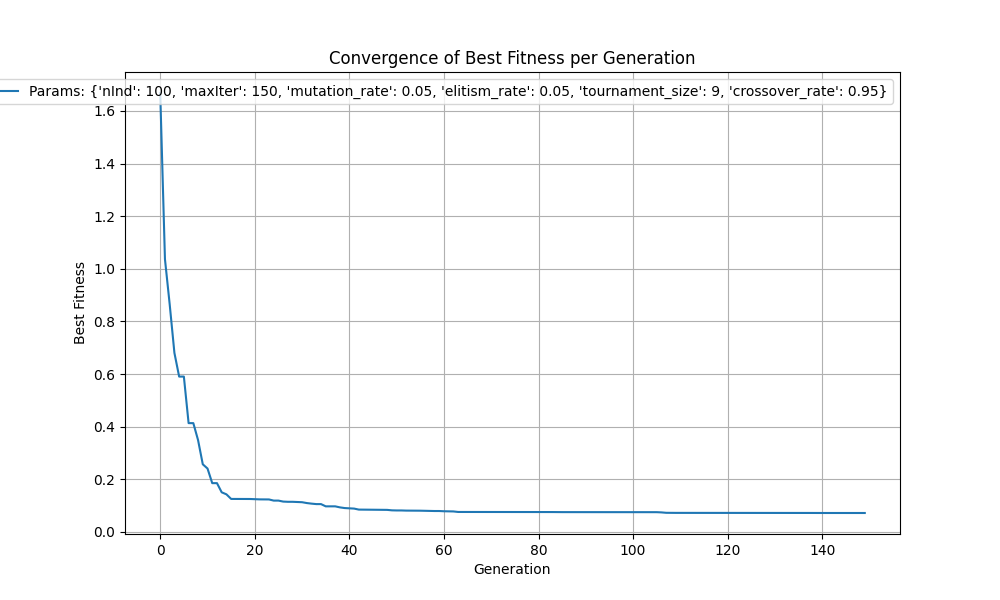 Convergence of Best Fitness per Generation
Params: {'nInd': 100, 'maxIter': 150, 'mutation_rate': 0.05, 'elitism_rate': 0.05, 'tournament_size': 9, 'crossover_rate': 0.95}
1.6
1.4
1.2
1.0
0.8
0.6
0.4
0.2
0.0
Best Fitness
0 20 40 60 80 100 120 140
Generation